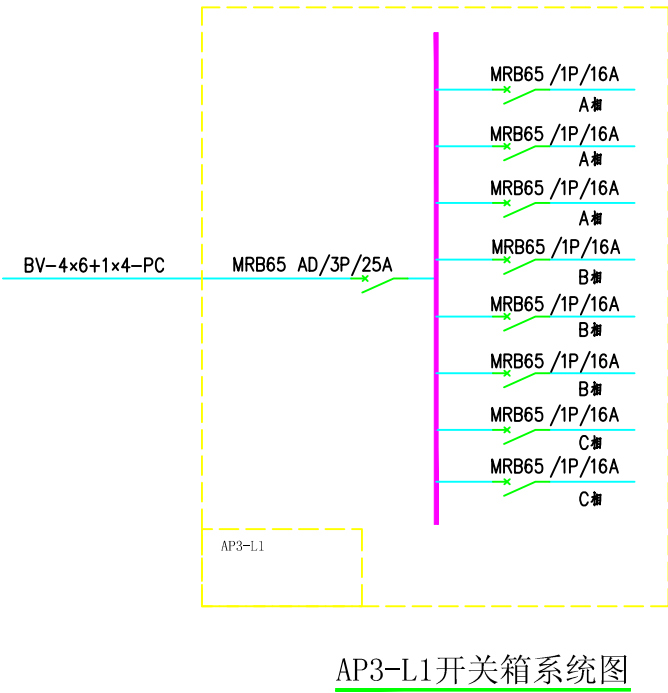 MRB65 /1P/16A
A相
MRB65 /1P/16A
A相
MRB65 /1P/16A
A相
MRB65 /1P/16A
B相
BV-4×6+1×4-PC
MRB65 AD/3P/25A
MRB65 /1P/16A
B相
MRB65 /1P/16A
B相
MRB65 /1P/16A
C相
MRB65 /1P/16A
C相
AP3-L1
AP3-L1开关箱系统图